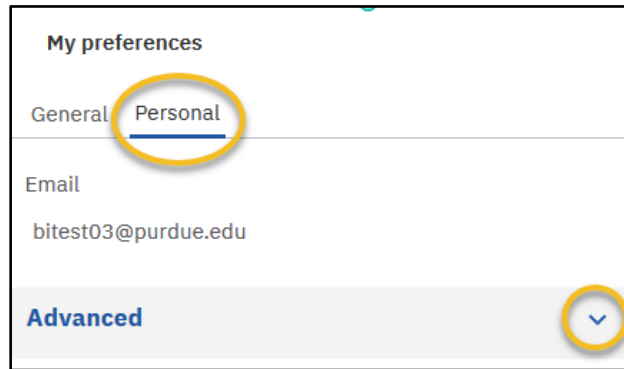 My preferences
General Personal
Email
bitest03@purdue.edu
Advanced